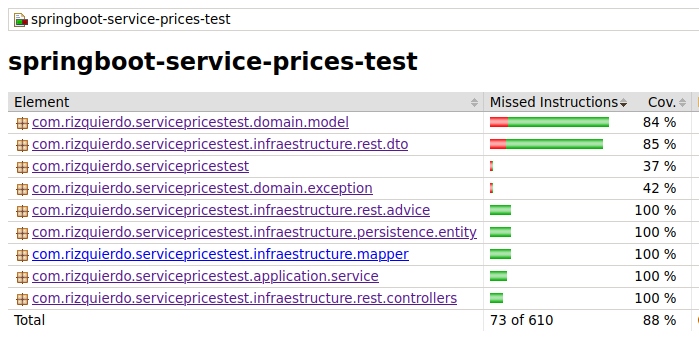 springboot-service-prices-test
springboot-service-prices-test
Element Missed Instructions Cov.
com.rizquierdo.servicepricestest.domain.model 84 %
com.rizquierdo.servicepricestest.infraestructure.rest.dto 85 %
com.rizquierdo.servicepricestest 37 %
com.rizquierdo.servicepricestest.domain.exception 42 %
com.rizquierdo.servicepricestest.infraestructure.rest.advice 100 %
com.rizquierdo.servicepricestest.infraestructure.persistence.entity 100 %
com.rizquierdo.servicepricestest.infraestructure.mapper 100 %
com.rizquierdo.servicepricestest.application.service 100 %
com.rizquierdo.servicepricestest.infraestructure.rest.controllers 100 %
Total 73 of 610 88 %